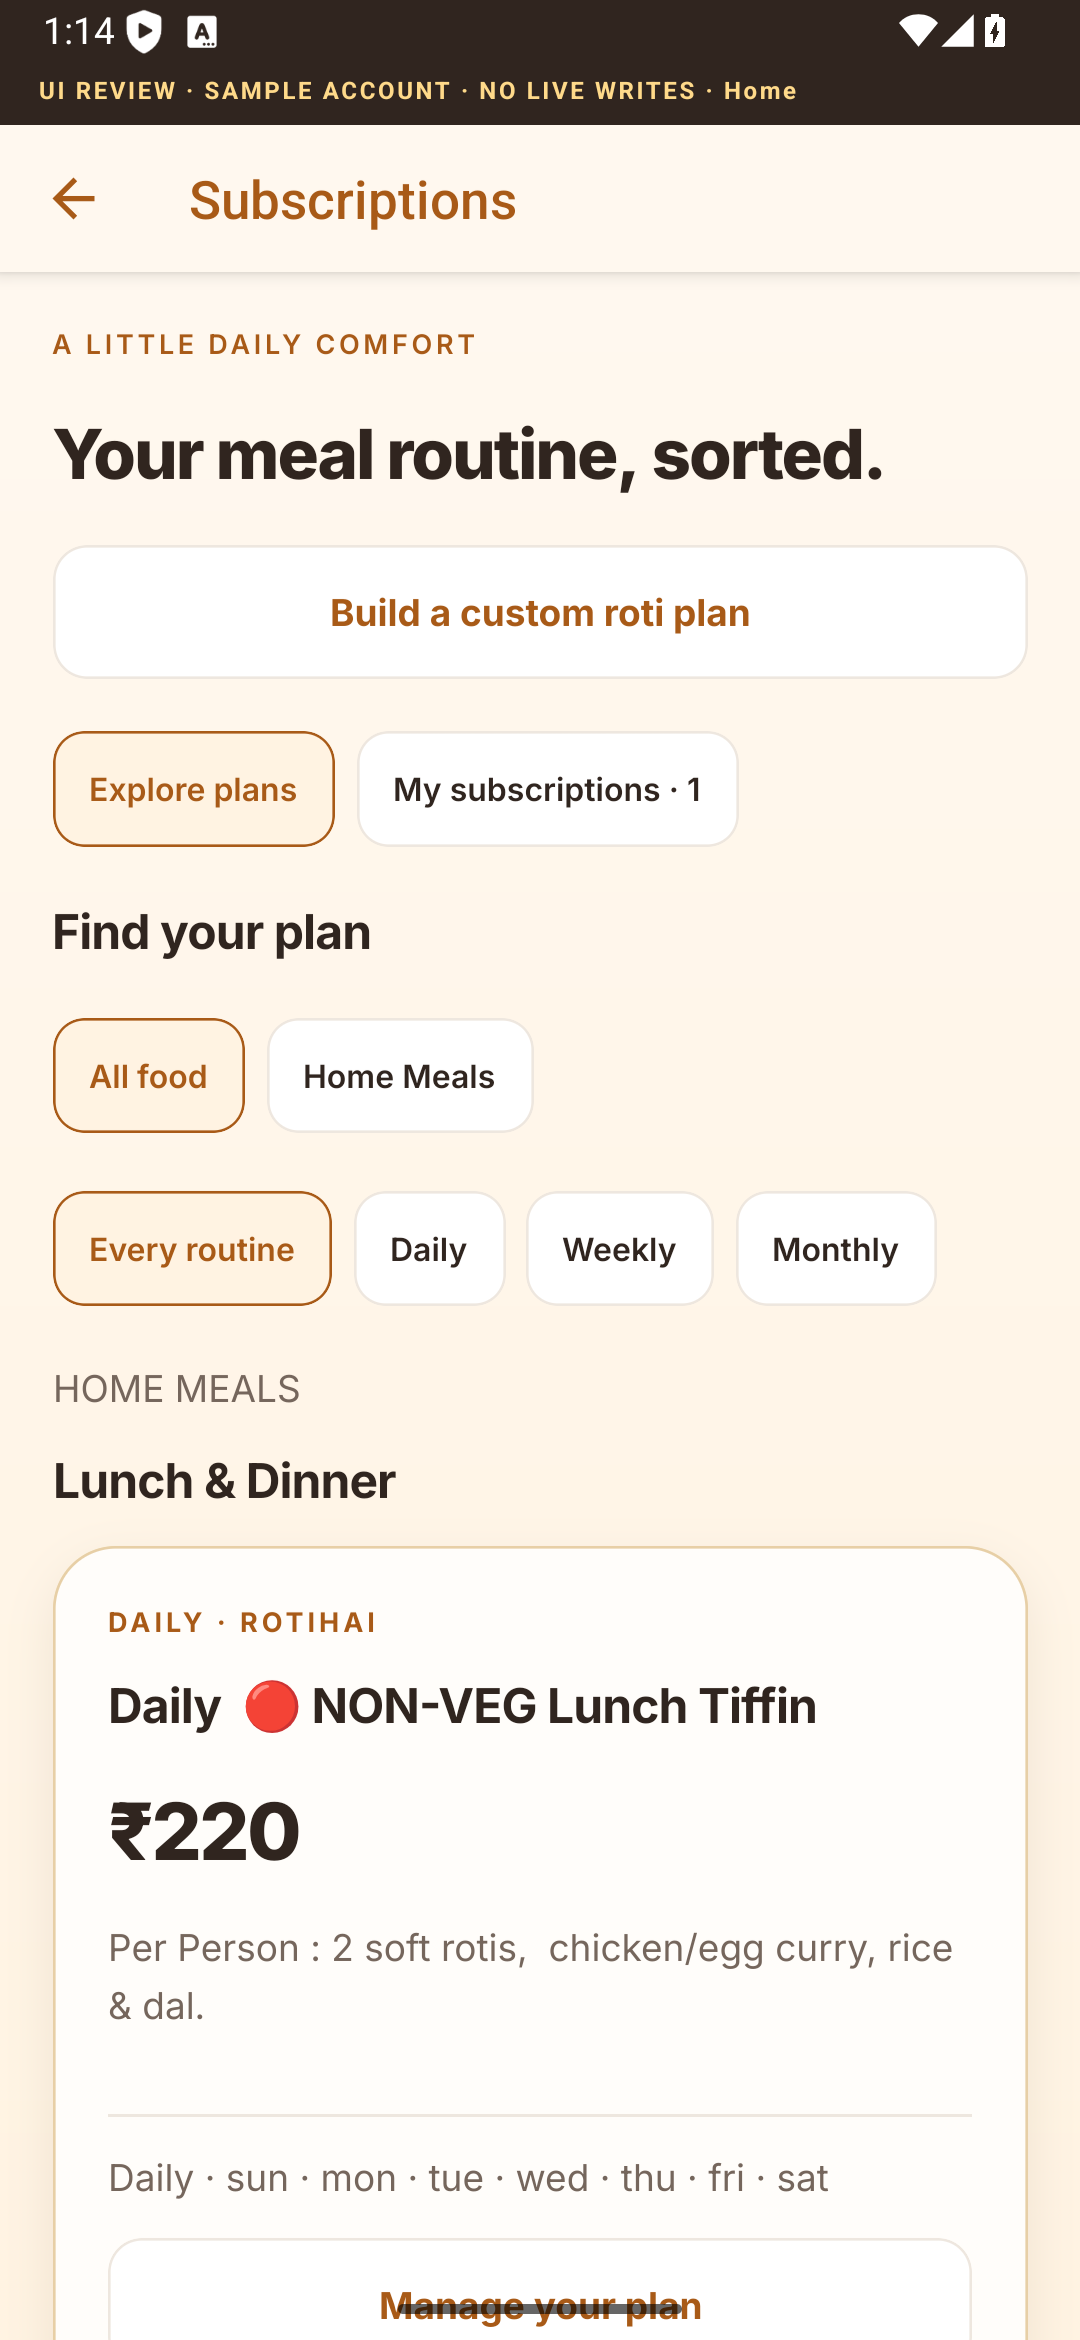 1:14
UI REVIEW · SAMPLE ACCOUNT · NO LIVE WRITES · Home
Subscriptions
A LITTLE DAILY COMFORT
Your meal routine, sorted.
Build a custom roti plan
Explore plans
My subscriptions · 1
Find your plan
All food
Home Meals
Every routine
Daily
Weekly
Monthly
HOME MEALS
Lunch & Dinner
DAILY · ROTIHAI
Daily 🔴 NON-VEG Lunch Tiffin
₹220
Per Person : 2 soft rotis,  chicken/egg curry, rice
& dal.
Daily · sun · mon · tue · wed · thu · fri · sat
Manage your plan